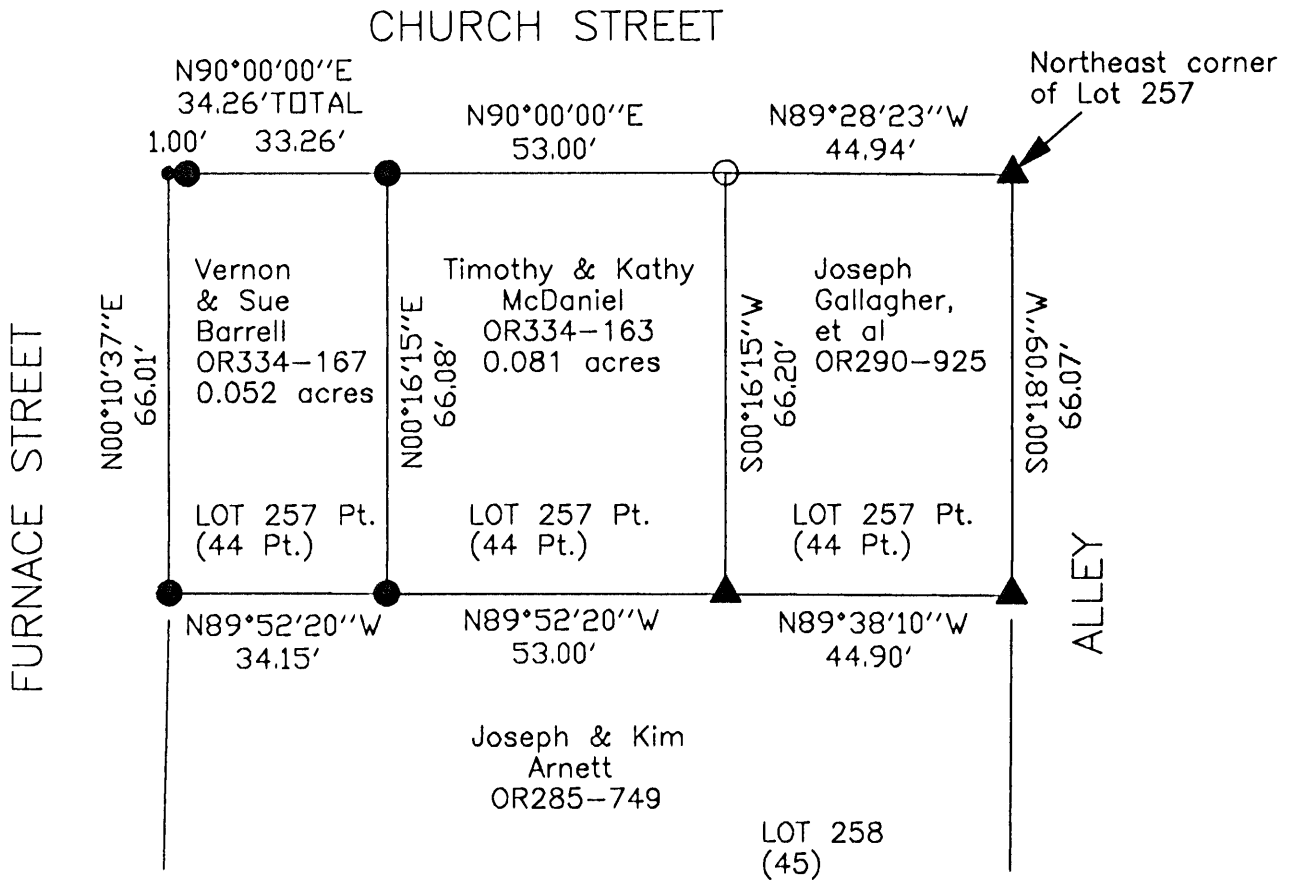 CHURCH STREET
N90°00'00''E
34.26'TOTAL
1.00'
33.26'
N90°00'00''E
53.00'
N89°28'23''W
44.94'
Northeast corner
of Lot 257
FURNACE STREET
N00°10'37''E
66.01'
Vernon
& Sue
Barrell
OR334-167
0.052 acres
N00°16'15''E
66.08'
Timothy & Kathy
McDaniel
OR334-163
0.081 acres
S00°16'15''W
66.20'
Joseph
Gallagher,
et al
OR290-925
S00°18'09''W
66.07'
LOT 257 Pt.
(44 Pt.)
LOT 257 Pt.
(44 Pt.)
LOT 257 Pt.
(44 Pt.)
ALLEY
N89°52'20''W
34.15'
N89°52'20''W
53.00'
N89°38'10''W
44.90'
Joseph & Kim
Arnett
OR285-749
LOT 258
(45)